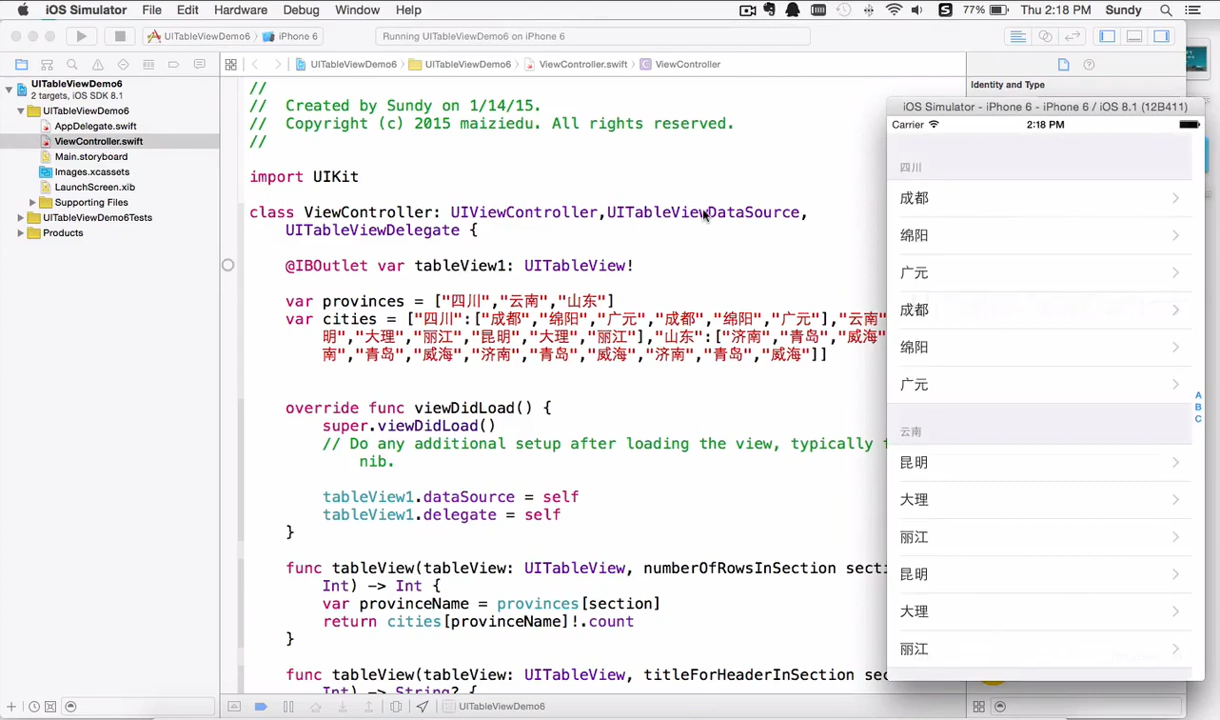 iOS Simulator File Edit Hardware Debug Window Help 77% Thu 2:18 PM Sundy
UITableViewDemo6 iPhone 6 Running UITableViewDemo6 on iPhone 6
UITableViewDemo6 UITableViewDemo6 ViewController.swift ViewController
UITableViewDemo6
2 targets, iOS SDK 8.1
UITableViewDemo6
AppDelegate.swift
ViewController.swift
Main.storyboard
Images.xcassets
LaunchScreen.xib
Supporting Files
UITableViewDemo6Tests
Products
//
// Created by Sundy on 1/14/15.
// Copyright (c) 2015 maiziedu. All rights reserved.
//
import UIKit
class ViewController: UIViewController,UITableViewDataSource,
UITableViewDelegate {
@IBOutlet var tableView1: UITableView!
var provinces = ["四川","云南","山东"]
var cities = ["四川":["成都","绵阳","广元","成都","绵阳","广元"],"云南"
明","大理","丽江","昆明","大理","丽江"],"山东":["济南","青岛","威海"
南","青岛","威海","济南","青岛","威海","济南","青岛","威海"]]
override func viewDidLoad() {
super.viewDidLoad()
// Do any additional setup after loading the view, typically f
nib.
tableView1.dataSource = self
tableView1.delegate = self
}
func tableView(tableView: UITableView, numberOfRowsInSection secti
Int) -> Int {
var provinceName = provinces[section]
return cities[provinceName]!.count
}
func tableView(tableView: UITableView, titleForHeaderInSection sec
Int) -> String? {
UITableViewDemo6
Identity and Type
iOS Simulator - iPhone 6 - iPhone 6 / iOS 8.1 (12B411)
Carrier 2:18 PM
四川
成都
绵阳
广元
成都
绵阳
广元
A
B
C
云南
昆明
大理
丽江
昆明
大理
丽江